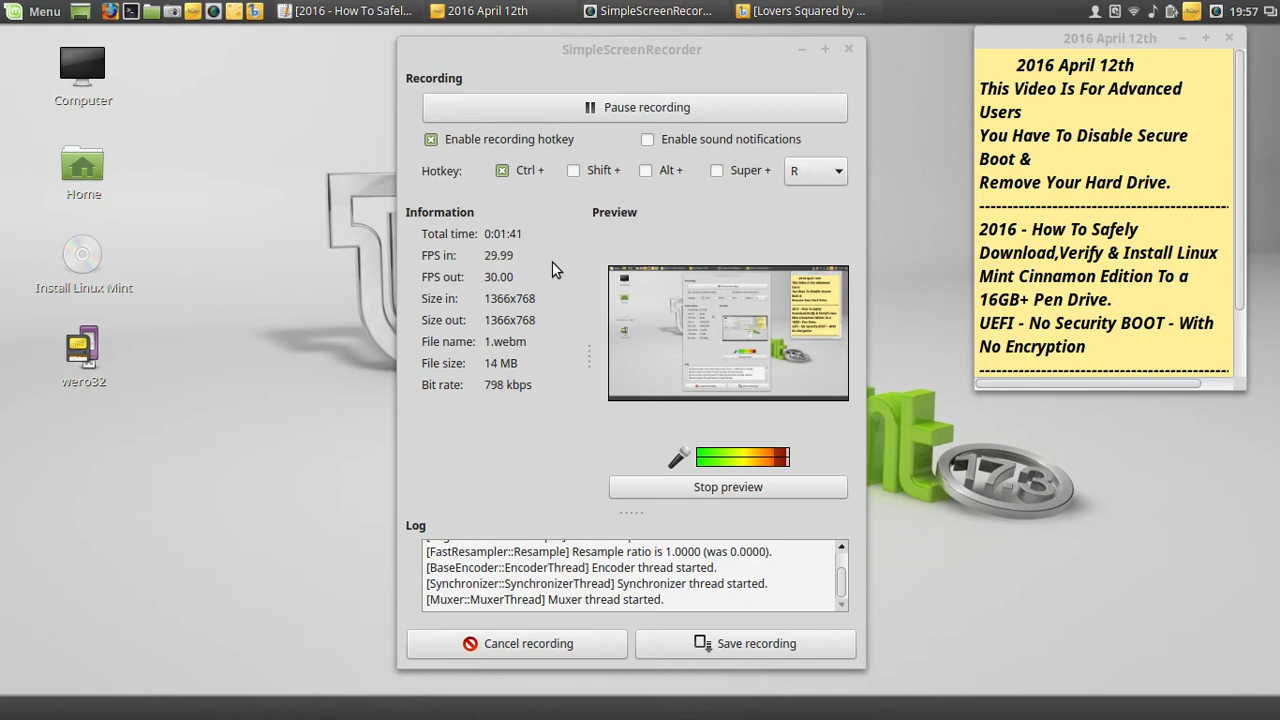 Menu
[2016 - How To Safel...
2016 April 12th
SimpleScreenRecor...
[Lovers Squared by ...
19:57
Computer
Home
Install Linux Mint
wero32
SimpleScreenRecorder
Recording
Pause recording
Enable recording hotkey
Enable sound notifications
Hotkey: Ctrl + Shift + Alt + Super + R
Information
Preview
Total time: 0:01:41
FPS in: 29.99
FPS out: 30.00
Size in: 1366x768
Size out: 1366x768
File name: 1.webm
File size: 14 MB
Bit rate: 798 kbps
Stop preview
Log
[FastResampler::Resample] Resample ratio is 1.0000 (was 0.0000).
[BaseEncoder::EncoderThread] Encoder thread started.
[Synchronizer::SynchronizerThread] Synchronizer thread started.
[Muxer::MuxerThread] Muxer thread started.
Cancel recording
Save recording
2016 April 12th
2016 April 12th
This Video Is For Advanced
Users
You Have To Disable Secure
Boot &
Remove Your Hard Drive.
--------------------------------------------------
2016 - How To Safely
Download,Verify & Install Linux
Mint Cinnamon Edition To a
16GB+ Pen Drive.
UEFI - No Security BOOT - With
No Encryption
--------------------------------------------------
nt
17.3